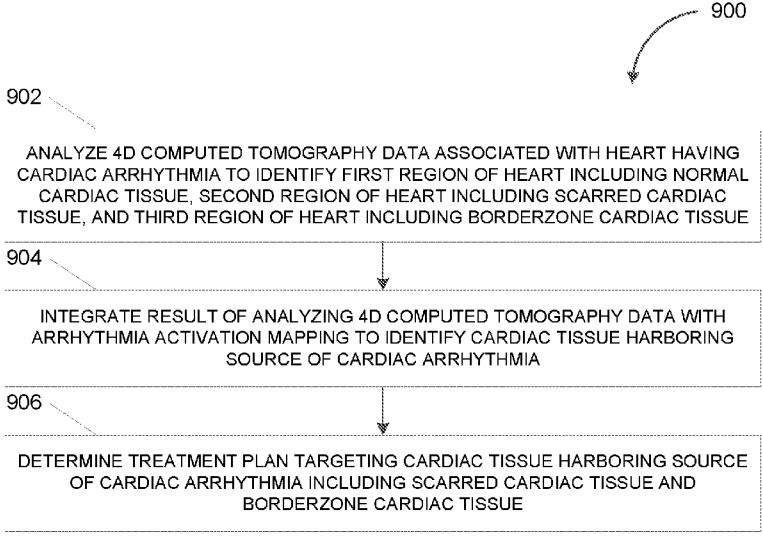 900
902
ANALYZE 4D COMPUTED TOMOGRAPHY DATA ASSOCIATED WITH HEART HAVING
CARDIAC ARRHYTHMIA TO IDENTIFY FIRST REGION OF HEART INCLUDING NORMAL
CARDIAC TISSUE, SECOND REGION OF HEART INCLUDING SCARRED CARDIAC
TISSUE, AND THIRD REGION OF HEART INCLUDING BORDERZONE CARDIAC TISSUE
904
INTEGRATE RESULT OF ANALYZING 4D COMPUTED TOMOGRAPHY DATA WITH
ARRHYTHMIA ACTIVATION MAPPING TO IDENTIFY CARDIAC TISSUE HARBORING
SOURCE OF CARDIAC ARRHYTHMIA
906
DETERMINE TREATMENT PLAN TARGETING CARDIAC TISSUE HARBORING SOURCE
OF CARDIAC ARRHYTHMIA INCLUDING SCARRED CARDIAC TISSUE AND
BORDERZONE CARDIAC TISSUE